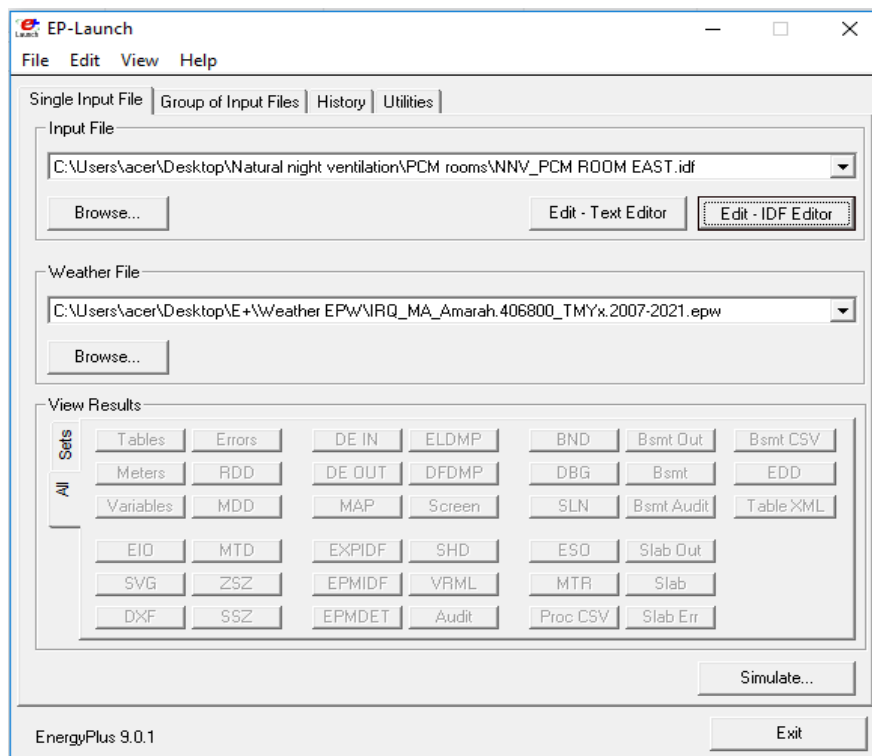 EP-Launch
File Edit View Help
Single Input File Group of Input Files History Utilities
Input File
C:\Users\acer\Desktop\Natural night ventilation\PCM rooms\NNV_PCM ROOM EAST.idf
Browse... Edit - Text Editor Edit - IDF Editor
Weather File
C:\Users\acer\Desktop\E+\Weather EPW\IRQ_MA_Amarah.406800_TMYx.2007-2021.epw
Browse...
View Results
Sets
All
Tables Errors DE IN ELDMP BND Bsmt Out Bsmt CSV
Meters RDD DE OUT DFDMP DBG Bsmt EDD
Variables MDD MAP Screen SLN Bsmt Audit Table XML
EIO MTD EXPIDF SHD ESO Slab Out
SVG ZSZ EPMIDF VRML MTR Slab
DXF SSZ EPMDET Audit Proc CSV Slab Err
Simulate...
EnergyPlus 9.0.1 Exit